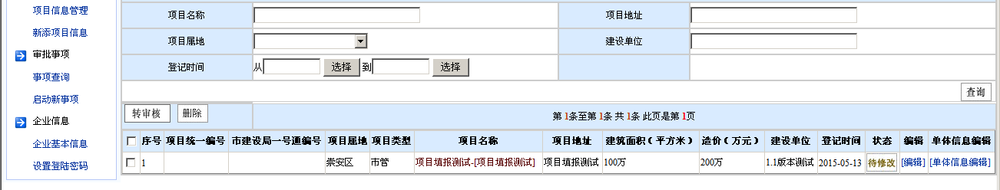 项目信息管理
新添项目信息
审批事项
事项查询
启动新事项
企业信息
企业基本信息
设置登陆密码
项目名称 项目地址
项目属地 建设单位
登记时间 从 选择 到 选择
查询
转审核 删除 第 1条至第 1条 共 1条 此页是第 1页
序号 项目统一编号 市建设局一号通编号 项目属地 项目类型 项目名称 项目地址 建筑面积(平方米) 造价(万元) 建设单位 登记时间 状态 编辑 单体信息编辑
1 崇安区 市管 项目填报测试-[项目填报测试] 项目填报测试 100万 200万 1.1版本测试 2015-05-13 待修改 [编辑] [单体信息编辑]